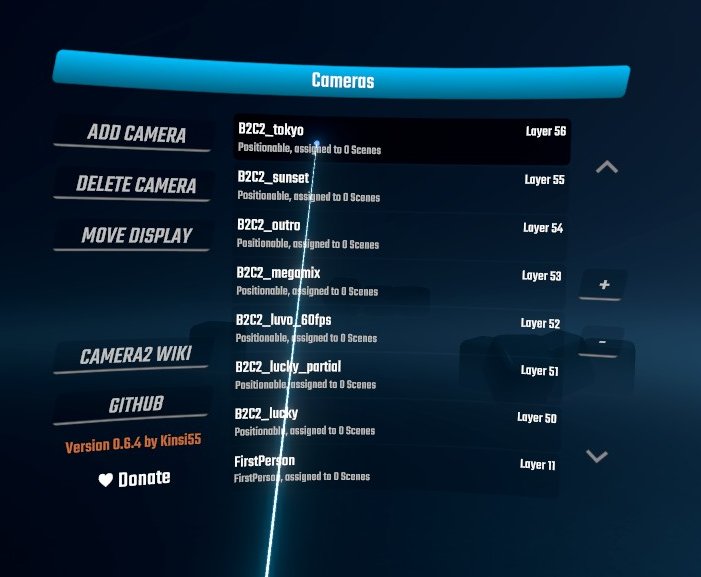 Cameras
ADD CAMERA
DELETE CAMERA
MOVE DISPLAY
CAMERA2 WIKI
GITHUB
Version 0.6.4 by Kinsi55
Donate
B2C2_tokyo
Layer 56
Positionable, assigned to 0 Scenes
B2C2_sunset
Layer 55
Positionable, assigned to 0 Scenes
B2C2_outro
Layer 54
Positionable, assigned to 0 Scenes
B2C2_megamix
Layer 53
Positionable, assigned to 0 Scenes
B2C2_luvo_60fps
Layer 52
Positionable, assigned to 0 Scenes
B2C2_lucky_partial
Layer 51
Positionable, assigned to 0 Scenes
B2C2_lucky
Layer 50
Positionable, assigned to 0 Scenes
FirstPerson
Layer 11
FirstPerson, assigned to 0 Scenes
+
-